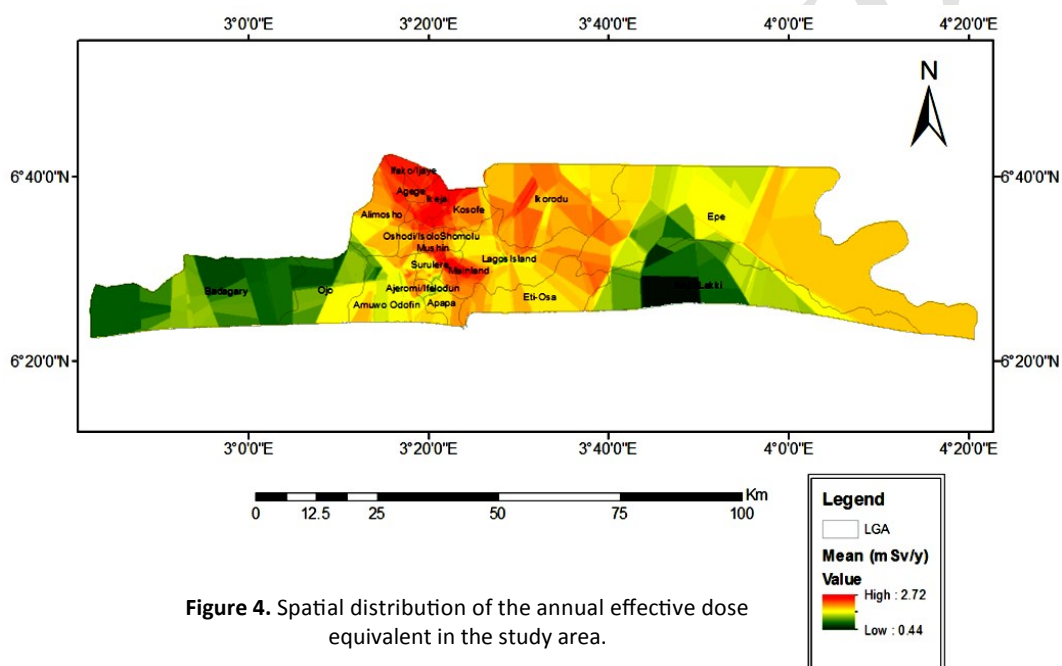 3°0'0"E 3°20'0"E 3°40'0"E 4°0'0"E 4°20'0"E
N
6°40'0"N 6°40'0"N
Ifako/Ijaye
Agege
Ikeja
Ikorodu
Alimosho
Kosofe
Epe
Oshodi/Isolo Shomolu
Mushin
Lagos Island
Surulere
Mainland
Badagary
Ojo
Ajeromi/Ifelodun
Lekki
Eti-Osa
Amuwo Odofin
Apapa
6°20'0"N 6°20'0"N
3°0'0"E 3°20'0"E 3°40'0"E 4°0'0"E 4°20'0"E
Km
0 12.5 25 50 75 100
Legend
LGA
Mean (mSv/y)
Value
High : 2.72
Low : 0.44
Figure 4. Spatial distribution of the annual effective dose
equivalent in the study area.